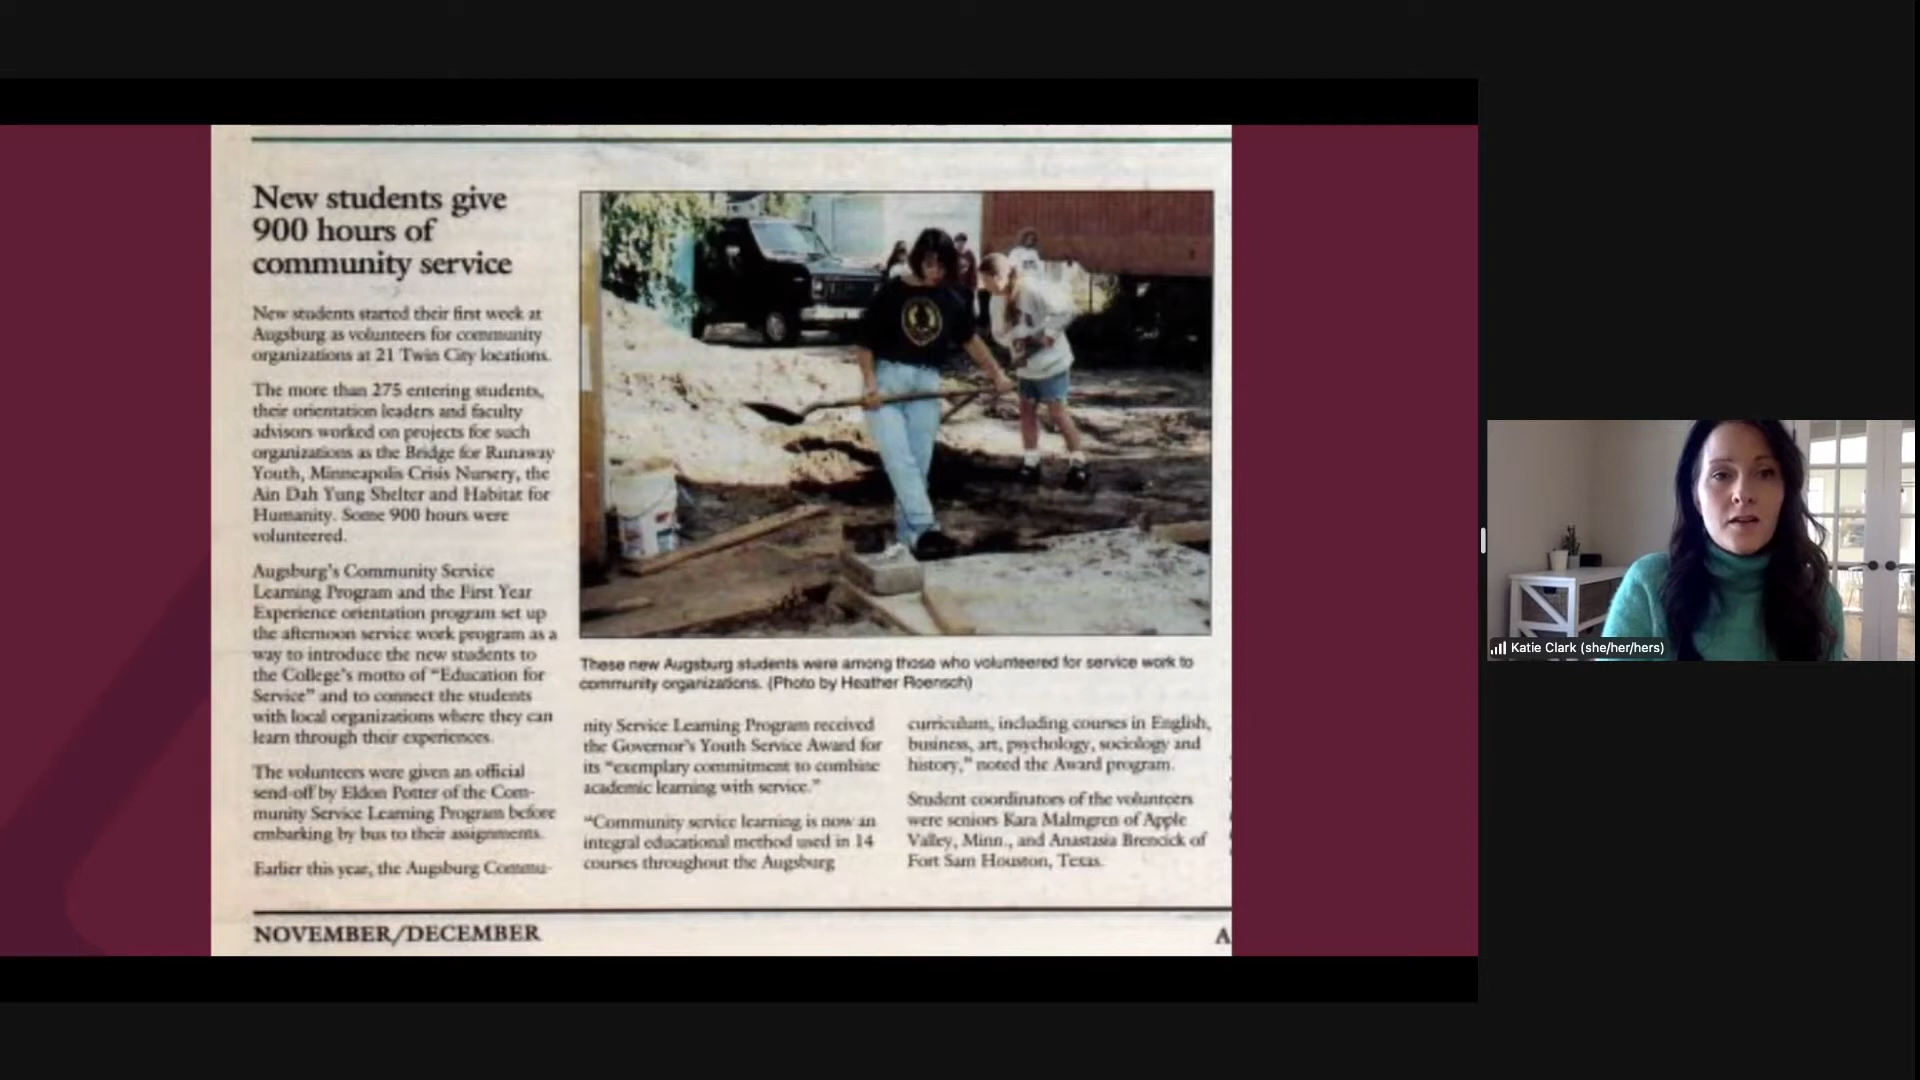 New students give
900 hours of
community service
New students started their first week at
Augsburg as volunteers for community
organizations at 21 Twin City locations.
The more than 275 entering students,
their orientation leaders and faculty
advisors worked on projects for such
organizations as the Bridge for Runaway
Youth, Minneapolis Crisis Nursery, the
Ain Dah Yung Shelter and Habitat for
Humanity. Some 900 hours were
volunteered.
Augsburg's Community Service
Learning Program and the First Year
Experience orientation program set up
the afternoon service work program as a
way to introduce the new students to
the College's motto of “Education for
Service” and to connect the students
with local organizations where they can
learn through their experiences.
The volunteers were given an official
send-off by Eldon Potter of the Com-
munity Service Learning Program before
embarking by bus to their assignments.
Earlier this year, the Augsburg Commu-
These new Augsburg students were among those who volunteered for service work to
community organizations. (Photo by Heather Roensch)
nity Service Learning Program received
the Governor's Youth Service Award for
its “exemplary commitment to combine
academic learning with service.”
“Community service learning is now an
integral educational method used in 14
courses throughout the Augsburg
curriculum, including courses in English,
business, art, psychology, sociology and
history,” noted the Award program.
Student coordinators of the volunteers
were seniors Kara Malmgren of Apple
Valley, Minn., and Anastasia Brencick of
Fort Sam Houston, Texas.
NOVEMBER/DECEMBER
A
Katie Clark (she/her/hers)